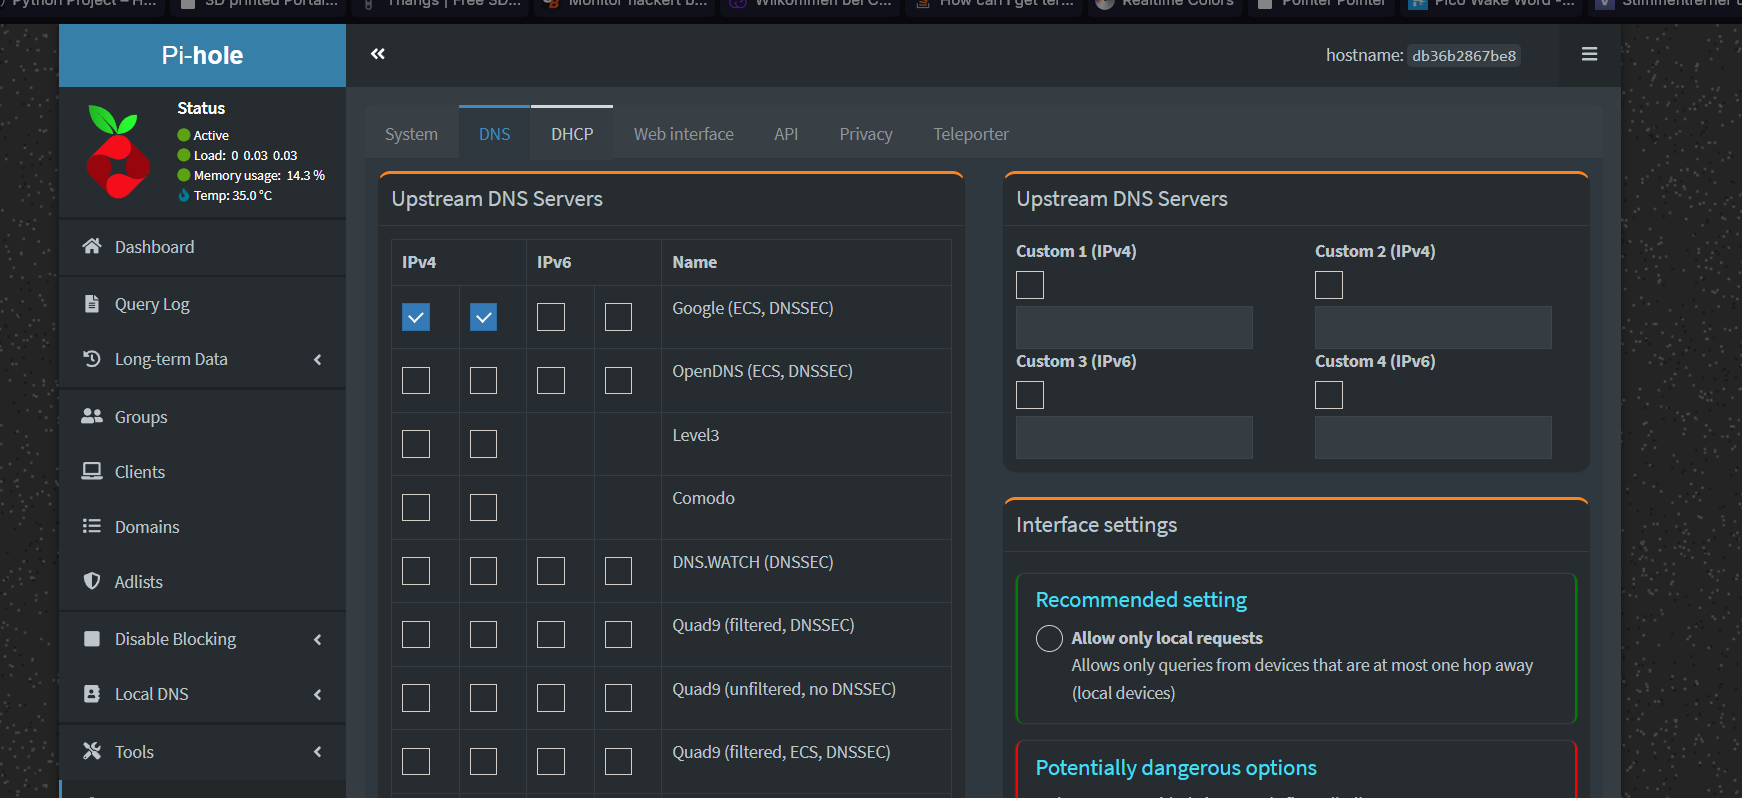 Python Project – H...
3D printed Portal...
Thangs | Free 3D...
Monitor flackert b...
Willkommen bei C...
How can I get ter...
Realtime Colors
Pointer Pointer
Pico Wake Word -...
Pi-hole
hostname: db36b2867be8
Status
Active
Load: 0 0.03 0.03
Memory usage: 14.3 %
Temp: 35.0 °C
Dashboard
Query Log
Long-term Data
Groups
Clients
Domains
Adlists
Disable Blocking
Local DNS
Tools
System
DNS
DHCP
Web interface
API
Privacy
Teleporter
Upstream DNS Servers
IPv4
IPv6
Name
Google (ECS, DNSSEC)
OpenDNS (ECS, DNSSEC)
Level3
Comodo
DNS.WATCH (DNSSEC)
Quad9 (filtered, DNSSEC)
Quad9 (unfiltered, no DNSSEC)
Quad9 (filtered, ECS, DNSSEC)
Upstream DNS Servers
Custom 1 (IPv4)
Custom 2 (IPv4)
Custom 3 (IPv6)
Custom 4 (IPv6)
Interface settings
Recommended setting
Allow only local requests
Allows only queries from devices that are at most one hop away
(local devices)
Potentially dangerous options